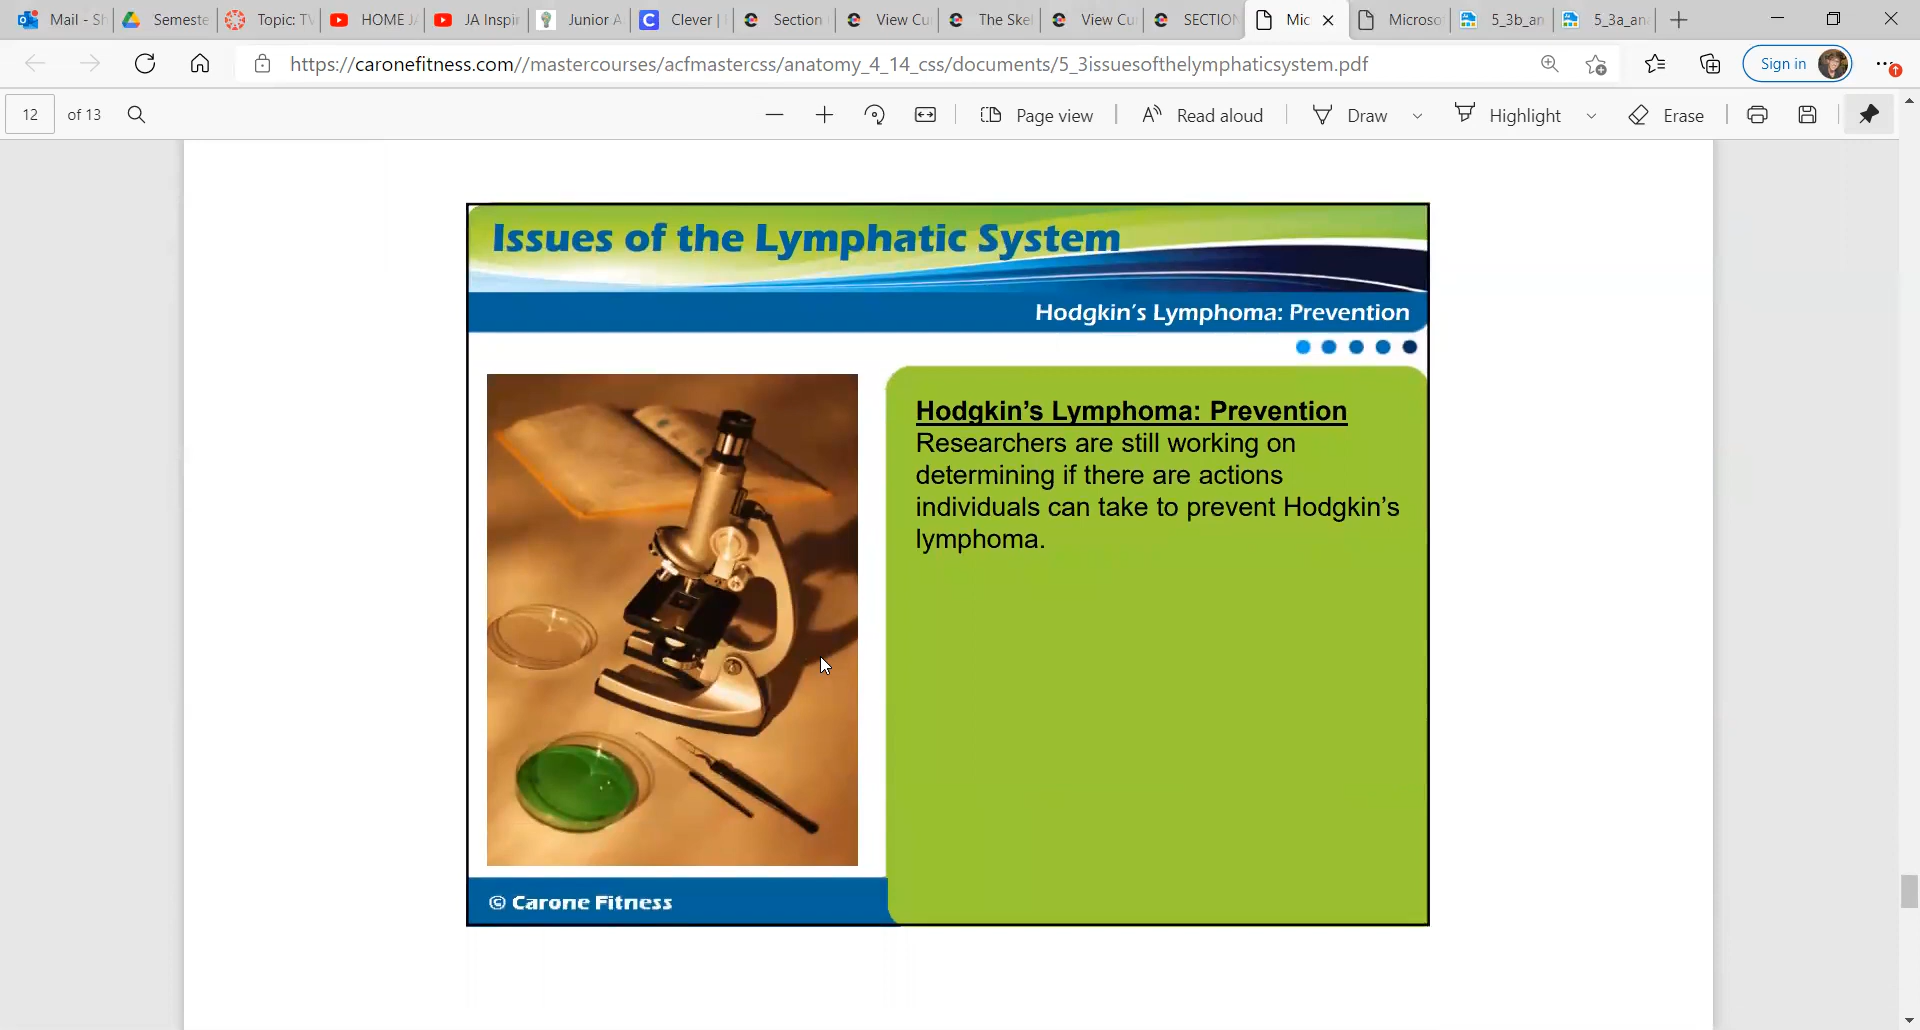 Mail - Sh
Semeste
Topic: TV
HOME J
JA Inspir
Junior A
Clever |
Section
View Cu
The Skel
View Cu
SECTION
Mic
Microso
5_3b_an
5_3a_an
https://caronefitness.com//mastercourses/acfmastercss/anatomy_4_14_css/documents/5_3issuesofthelymphaticsystem.pdf
Sign in
12 of 13
Page view
Read aloud
Draw
Highlight
Erase
Issues of the Lymphatic System
Hodgkin's Lymphoma: Prevention
Hodgkin's Lymphoma: Prevention
Researchers are still working on
determining if there are actions
individuals can take to prevent Hodgkin's
lymphoma.
© Carone Fitness